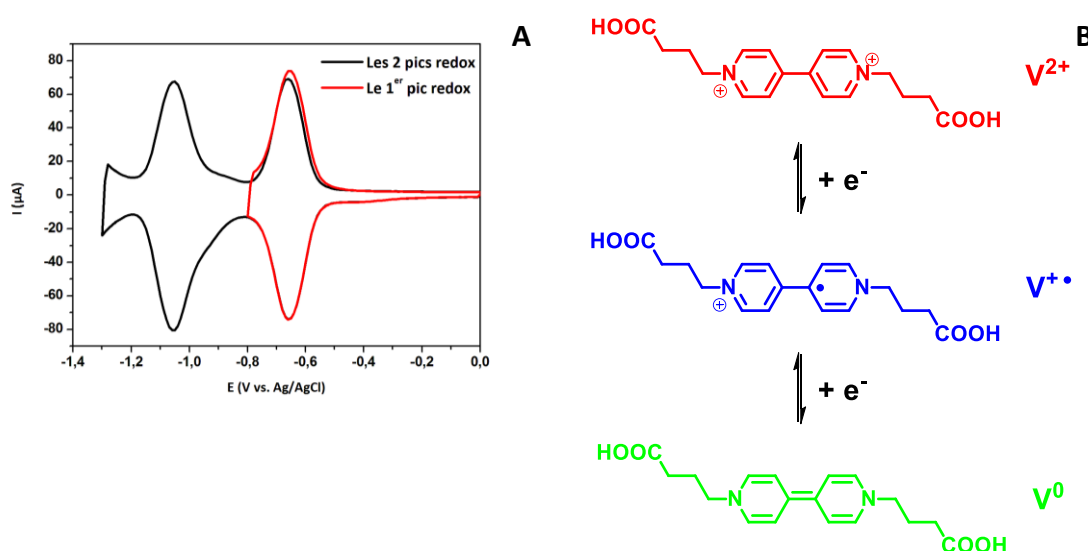 A
Les 2 pics redox
Le 1er pic redox
80
60
40
20
0
-20
-40
-60
-80
I (µA)
-1,4 -1,2 -1,0 -0,8 -0,6 -0,4 -0,2 0,0
E (V vs. Ag/AgCl)
B
HOOC
N ⊕
N ⊕
COOH
V2+
+ e-
HOOC
N ⊕
N
COOH
V+•
+ e-
HOOC
N
N
COOH
V0